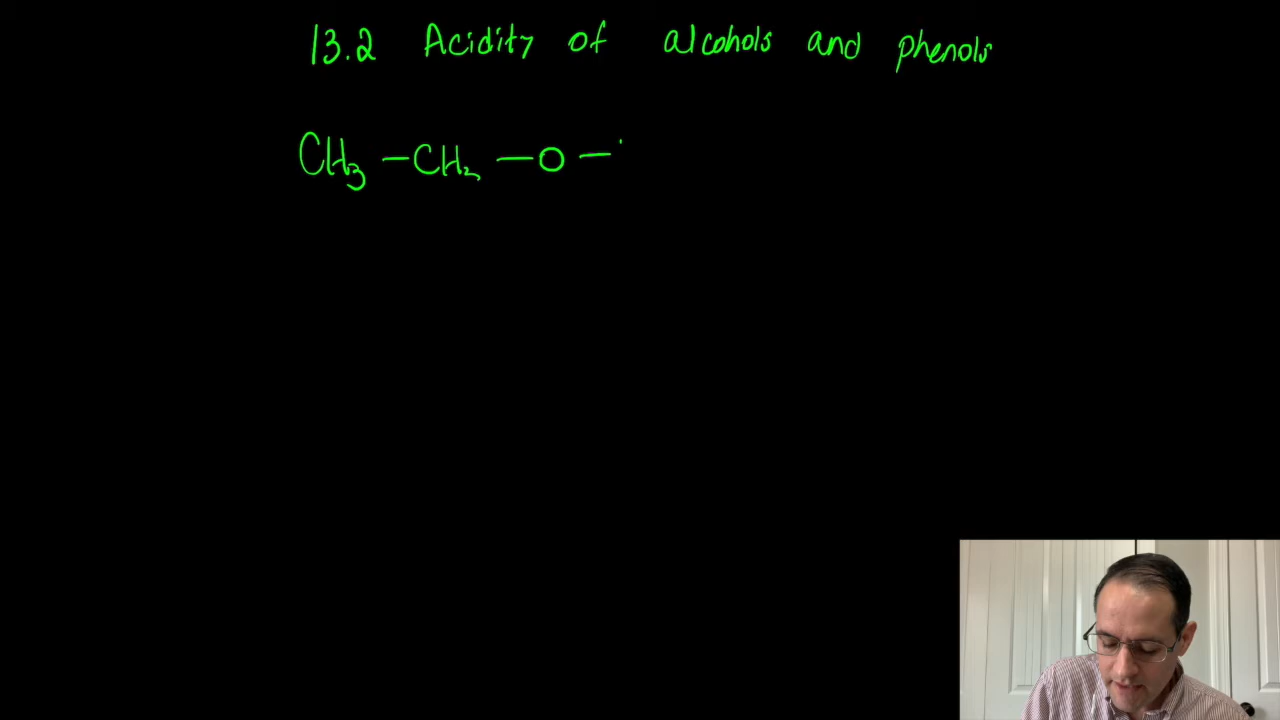 13.2 Acidity of alcohols and phenols
CH₃ – CH₂ – O –